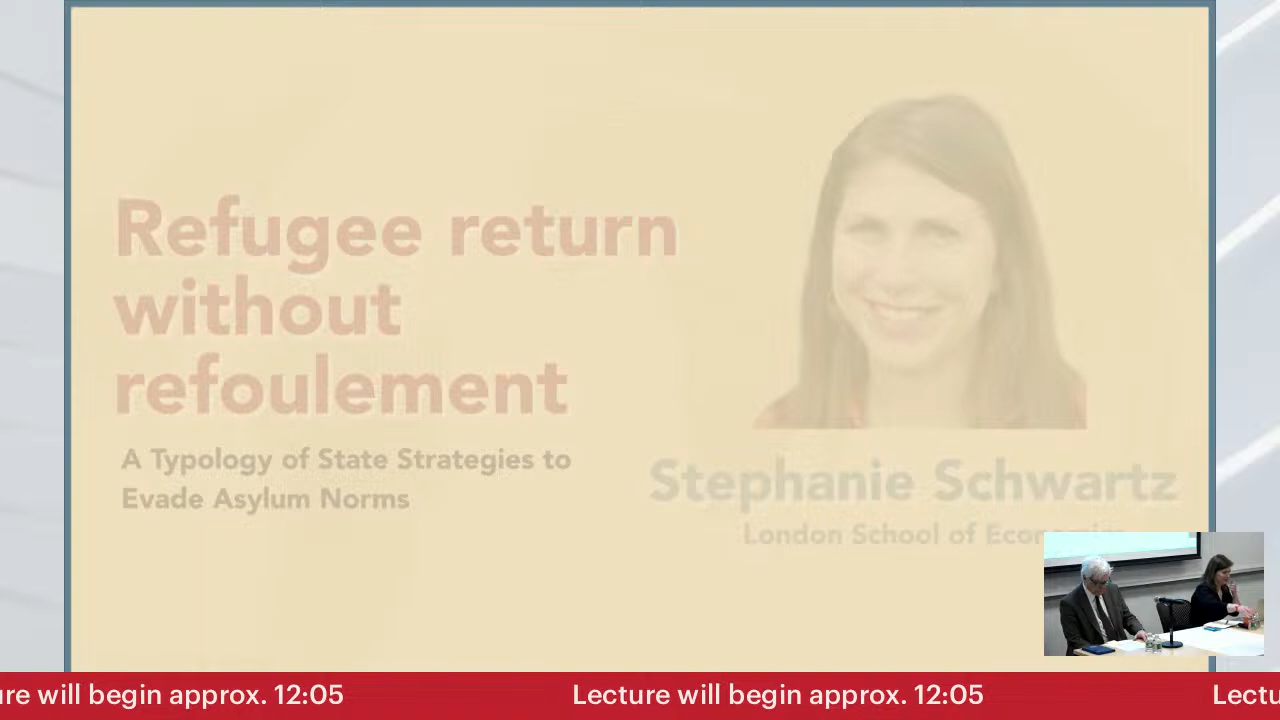 Refugee return
without
refoulement
A Typology of State Strategies to
Evade Asylum Norms
Stephanie Schwartz
London School of
ure will begin approx. 12:05
Lecture will begin approx. 12:05
Lectu